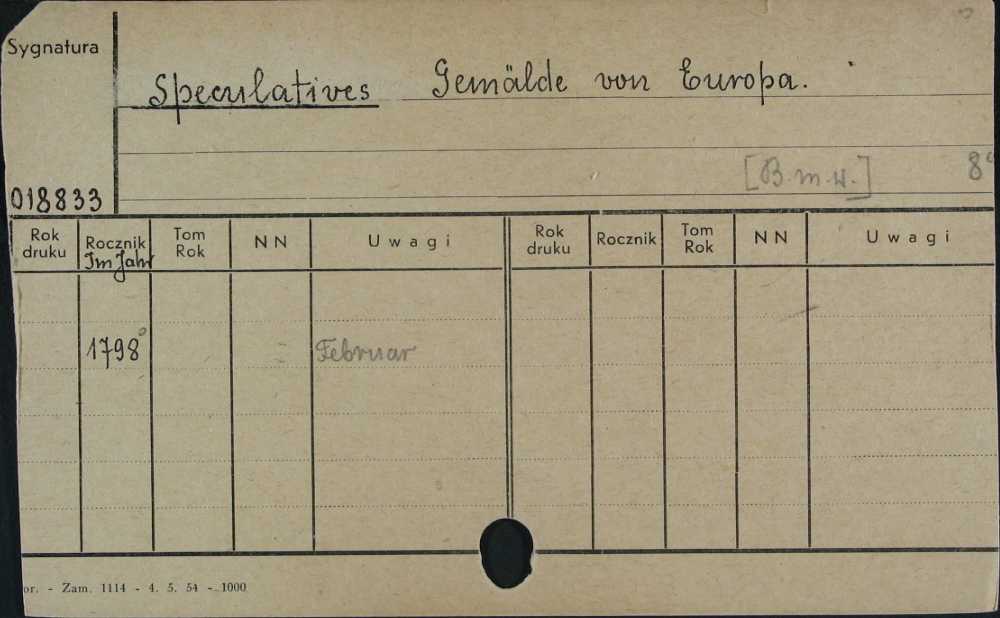 Sygnatura
Speculatives Gemälde von Europa.
[B. m. w.] 8°
018833
Rok druku Rocznik Tom Rok NN Uwagi Rok druku Rocznik Tom Rok NN Uwagi
Im Jahr
1798 Februar
or. - Zam. 1114 - 4. 5. 54 - 1000